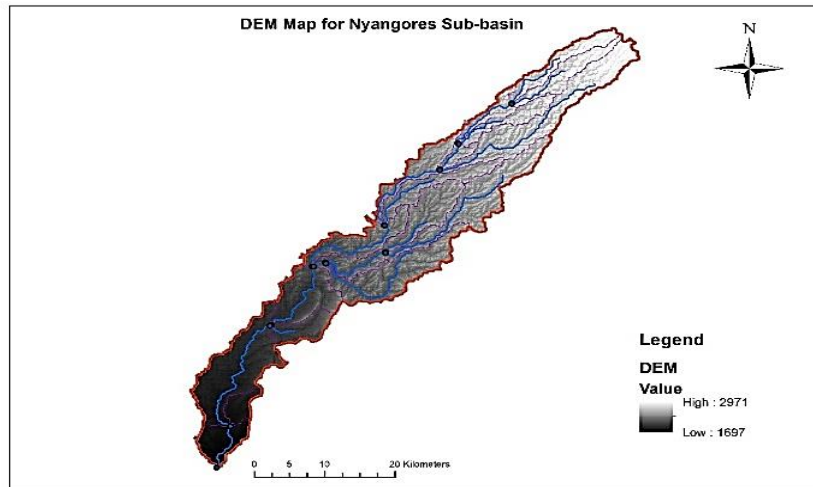 DEM Map for Nyangores Sub-basin
N
Legend
DEM
Value
High : 2971
Low : 1697
0 5 10 20 Kilometers